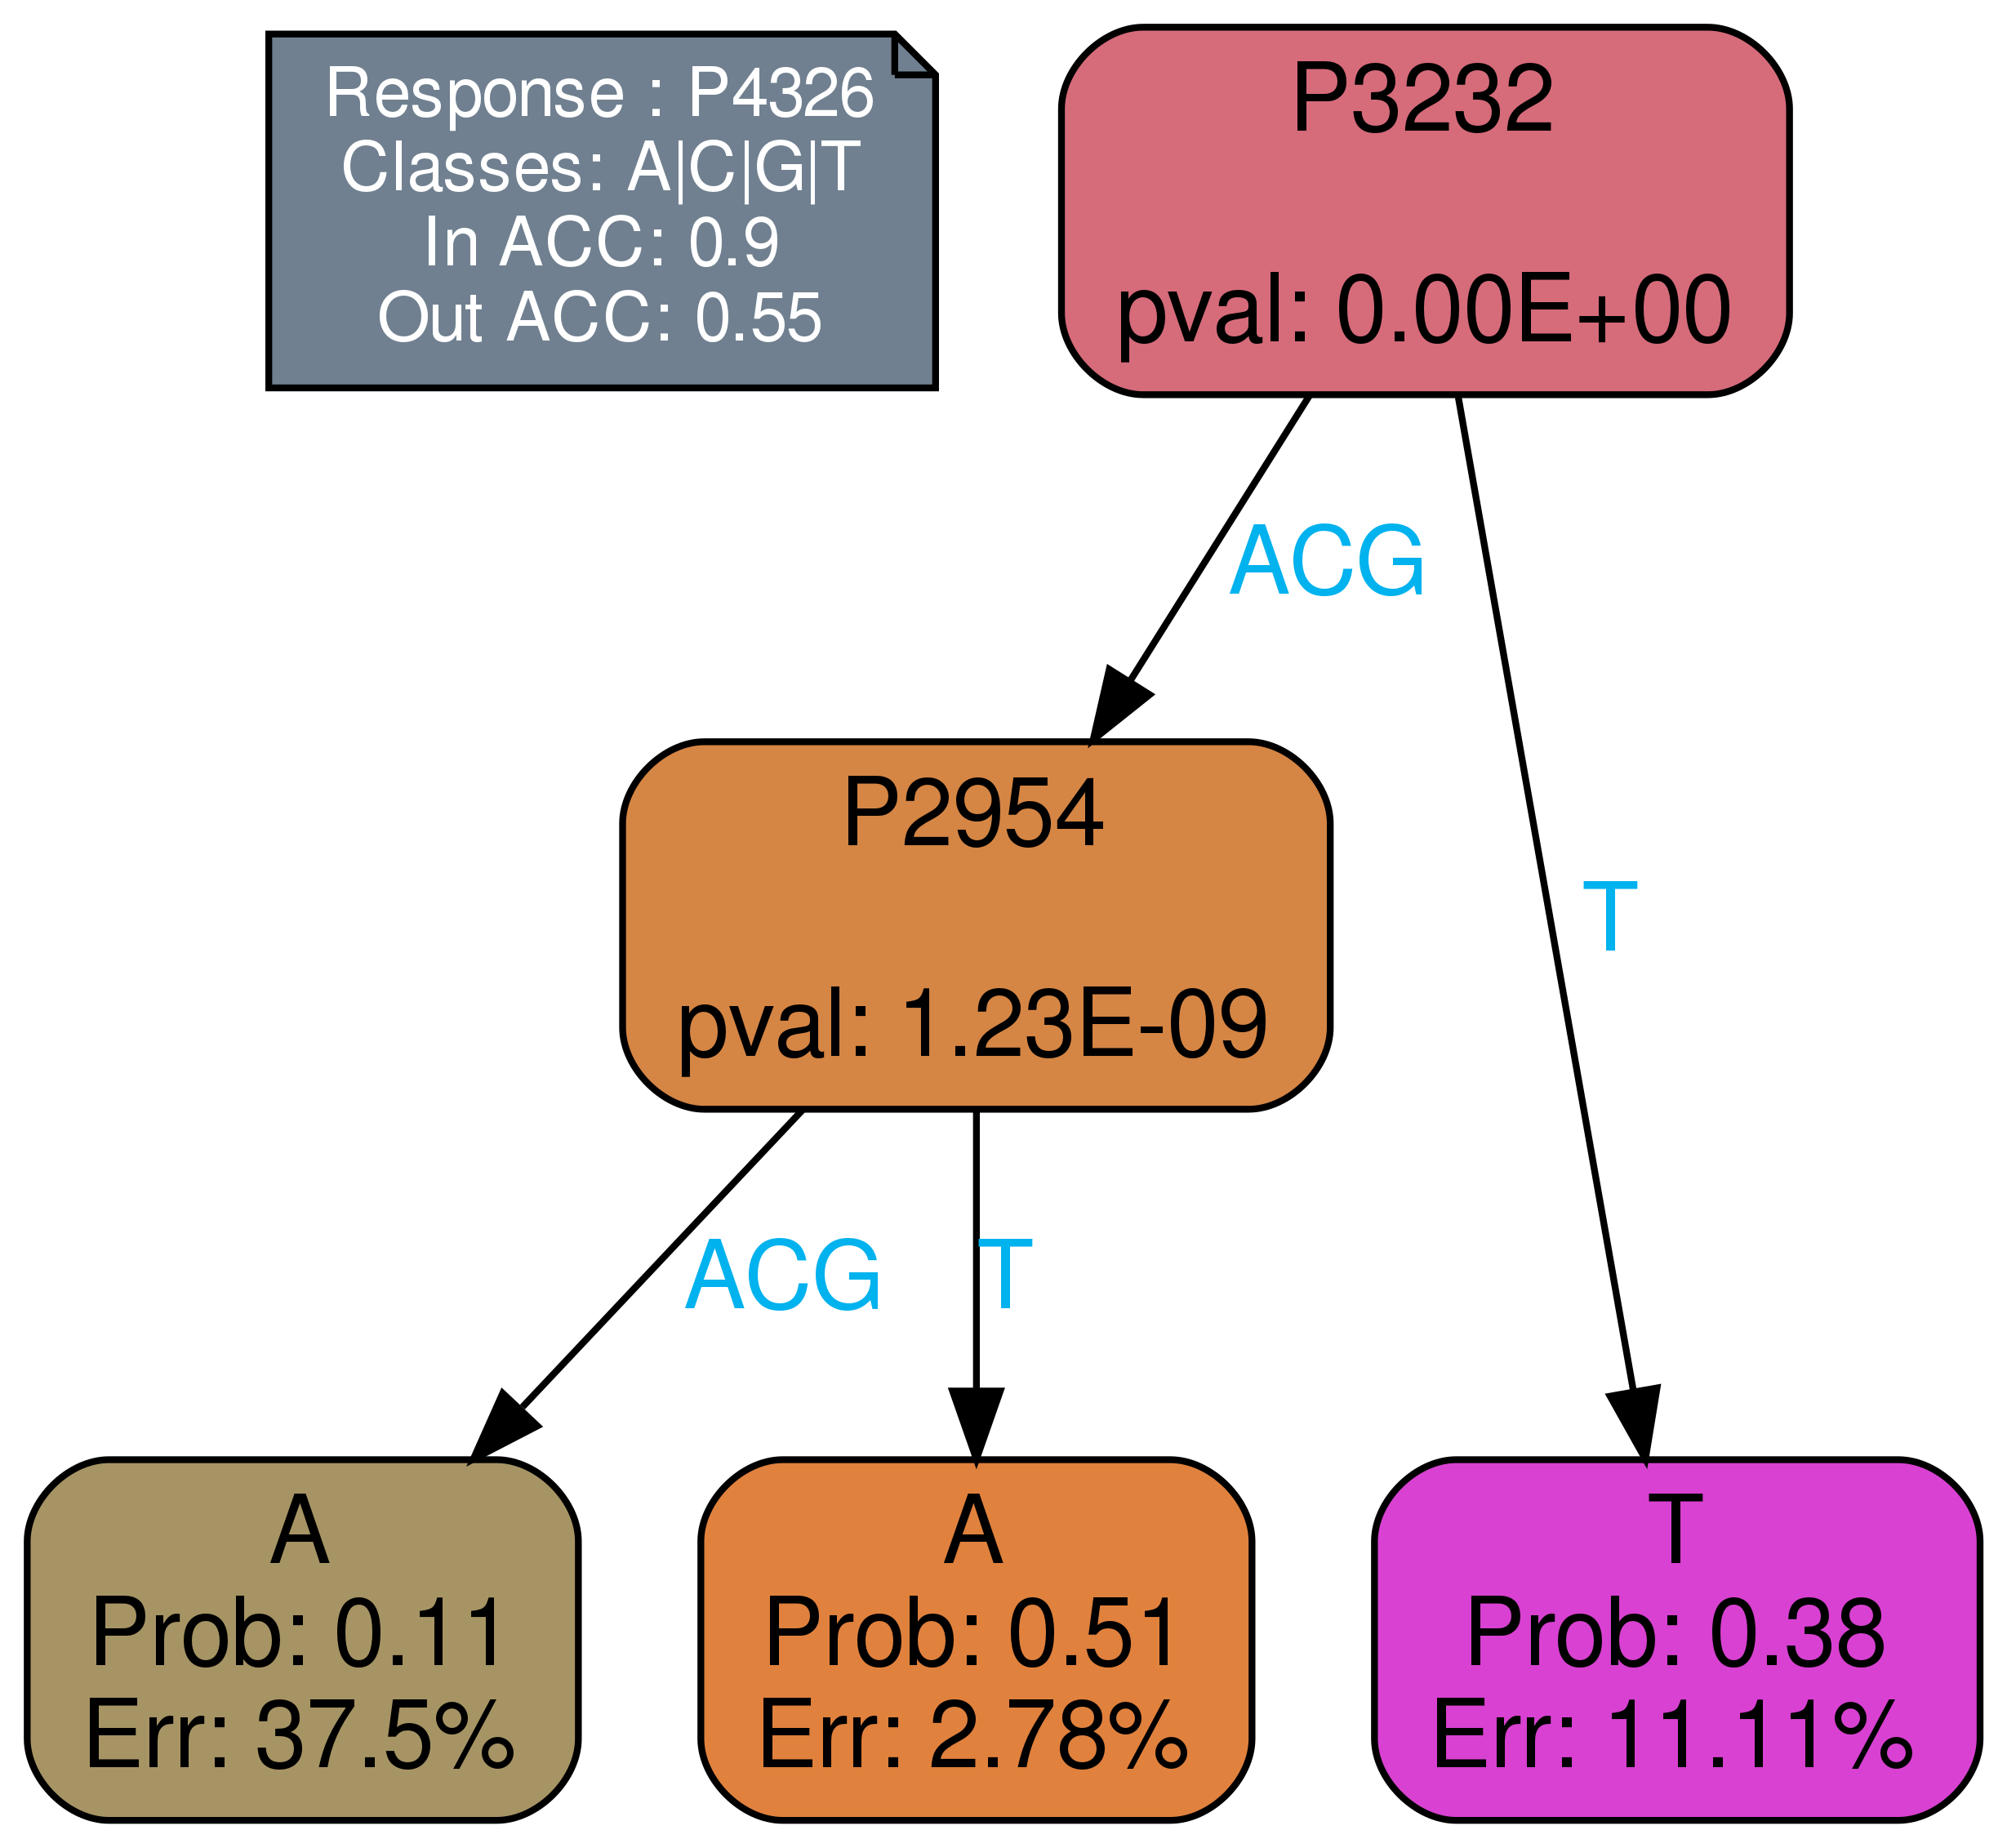 Response : P4326
Classes: A|C|G|T
In ACC: 0.9
Out ACC: 0.55
P3232
pval: 0.00E+00
ACG
T
P2954
pval: 1.23E-09
ACG
T
A
Prob: 0.11
Err: 37.5%
A
Prob: 0.51
Err: 2.78%
T
Prob: 0.38
Err: 11.11%